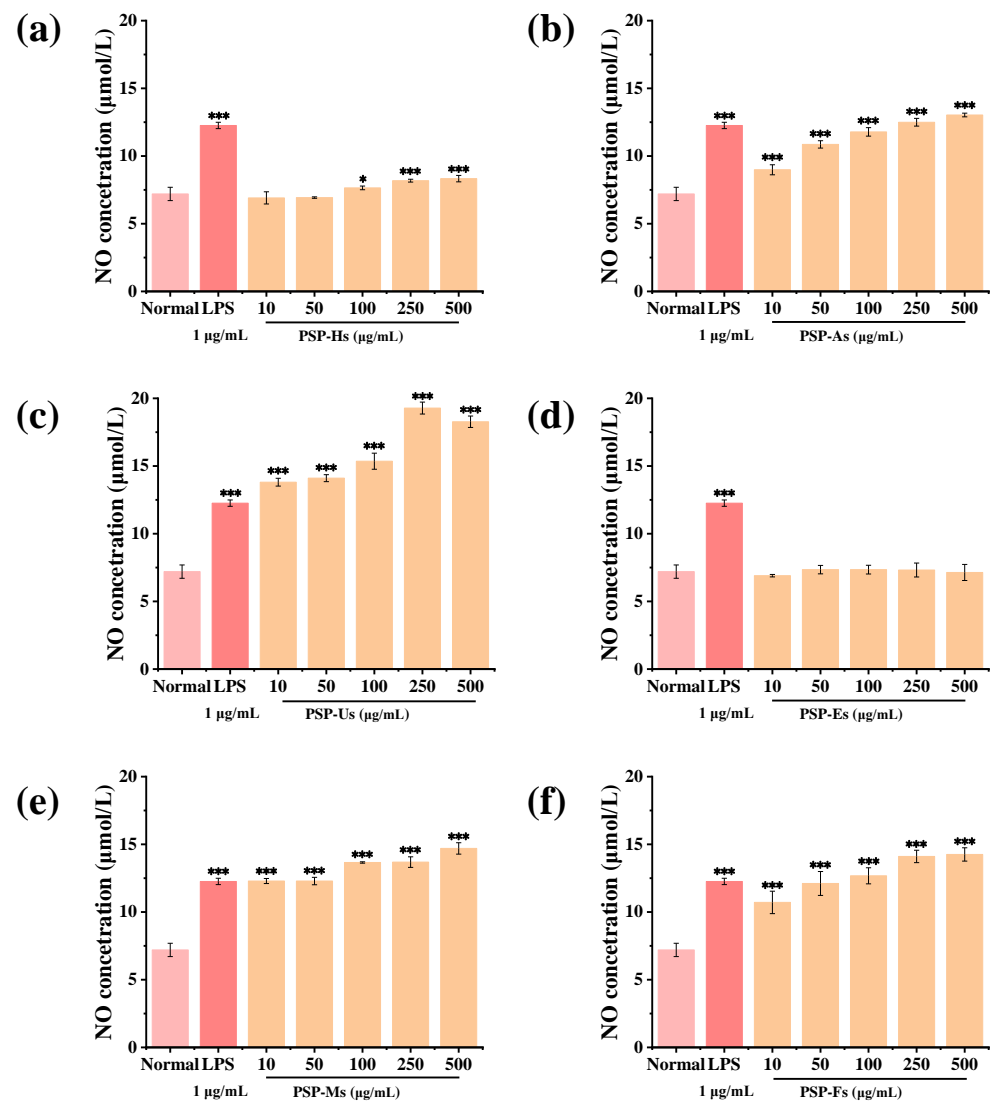 (a)
NO concetration (μmol/L)
20
15
10
5
0
***
*
***
***
Normal LPS 10 50 100 250 500
1 μg/mL PSP-Hs (μg/mL)
(b)
NO concetration (μmol/L)
20
15
10
5
0
***
***
***
***
***
***
Normal LPS 10 50 100 250 500
1 μg/mL PSP-As (μg/mL)
(c)
NO concetration (μmol/L)
20
15
10
5
0
***
***
***
***
***
***
Normal LPS 10 50 100 250 500
1 μg/mL PSP-Us (μg/mL)
(d)
NO concetration (μmol/L)
20
15
10
5
0
***
Normal LPS 10 50 100 250 500
1 μg/mL PSP-Es (μg/mL)
(e)
NO concetration (μmol/L)
20
15
10
5
0
***
***
***
***
***
***
Normal LPS 10 50 100 250 500
1 μg/mL PSP-Ms (μg/mL)
(f)
NO concetration (μmol/L)
20
15
10
5
0
***
***
***
***
***
***
Normal LPS 10 50 100 250 500
1 μg/mL PSP-Fs (μg/mL)